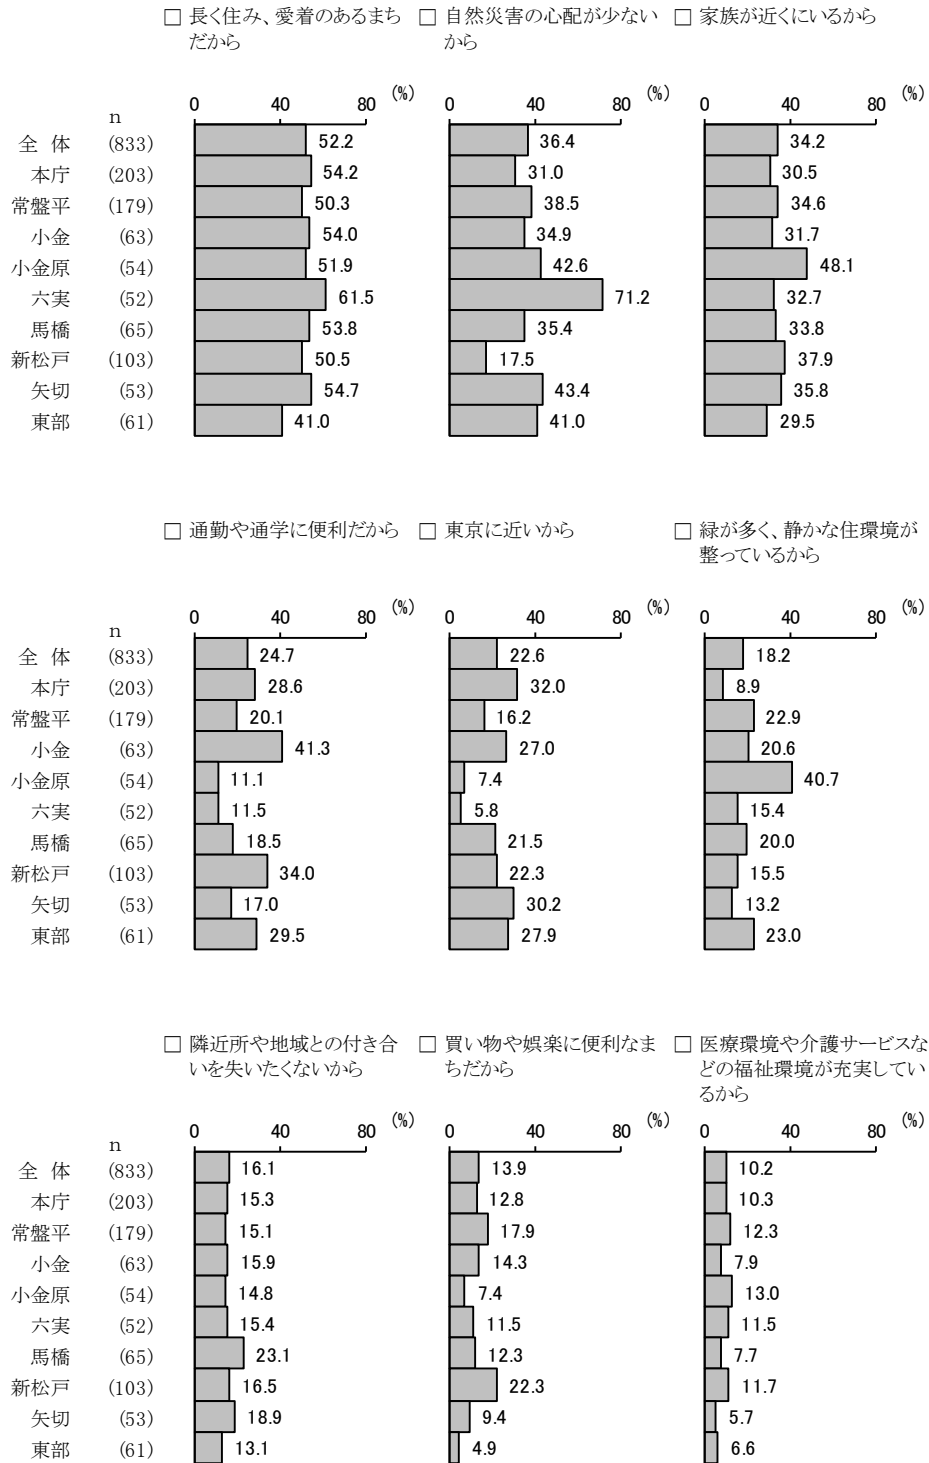 □ 長く住み、愛着のあるまち
だから
□ 自然災害の心配が少ない
から
□ 家族が近くにいるから
0 40 80 (%) 0 40 80 (%) 0 40 80 (%)
n
全 体 (833) 52.2 36.4 34.2
本庁 (203) 54.2 31.0 30.5
常盤平 (179) 50.3 38.5 34.6
小金 (63) 54.0 34.9 31.7
小金原 (54) 51.9 42.6 48.1
六実 (52) 61.5 71.2 32.7
馬橋 (65) 53.8 35.4 33.8
新松戸 (103) 50.5 17.5 37.9
矢切 (53) 54.7 43.4 35.8
東部 (61) 41.0 41.0 29.5
□ 通勤や通学に便利だから
□ 東京に近いから
□ 緑が多く、静かな住環境が
整っているから
0 40 80 (%) 0 40 80 (%) 0 40 80 (%)
n
全 体 (833) 24.7 22.6 18.2
本庁 (203) 28.6 32.0 8.9
常盤平 (179) 20.1 16.2 22.9
小金 (63) 41.3 27.0 20.6
小金原 (54) 11.1 7.4 40.7
六実 (52) 11.5 5.8 15.4
馬橋 (65) 18.5 21.5 20.0
新松戸 (103) 34.0 22.3 15.5
矢切 (53) 17.0 30.2 13.2
東部 (61) 29.5 27.9 23.0
□ 隣近所や地域との付き合
いを失いたくないから
□ 買い物や娯楽に便利なま
ちだから
□ 医療環境や介護サービスな
どの福祉環境が充実してい
るから
0 40 80 (%) 0 40 80 (%) 0 40 80 (%)
n
全 体 (833) 16.1 13.9 10.2
本庁 (203) 15.3 12.8 10.3
常盤平 (179) 15.1 17.9 12.3
小金 (63) 15.9 14.3 7.9
小金原 (54) 14.8 7.4 13.0
六実 (52) 15.4 11.5 11.5
馬橋 (65) 23.1 12.3 7.7
新松戸 (103) 16.5 22.3 11.7
矢切 (53) 18.9 9.4 5.7
東部 (61) 13.1 4.9 6.6